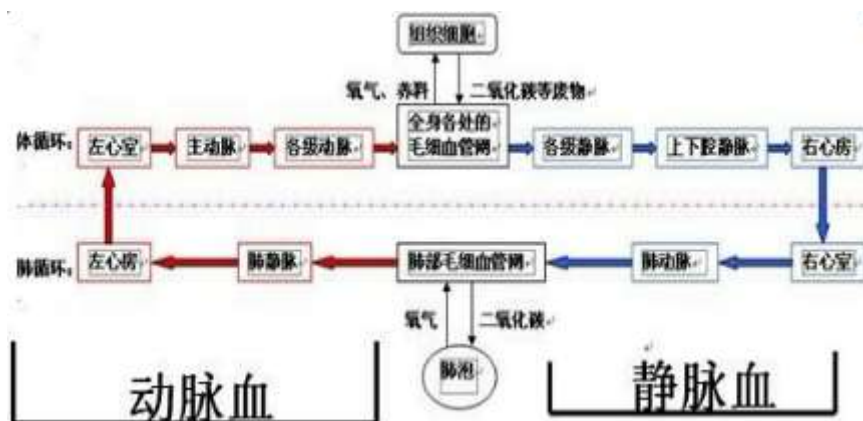 组织细胞
氧气、养料 二氧化碳等废物
体循环: 左心室 主动脉 各级动脉 全身各处的 各级静脉 上下腔静脉 右心房
毛细血管网
肺循环: 左心房 肺静脉 肺部毛细血管网 肺动脉 右心室
氧气 二氧化碳
肺泡
动脉血 静脉血